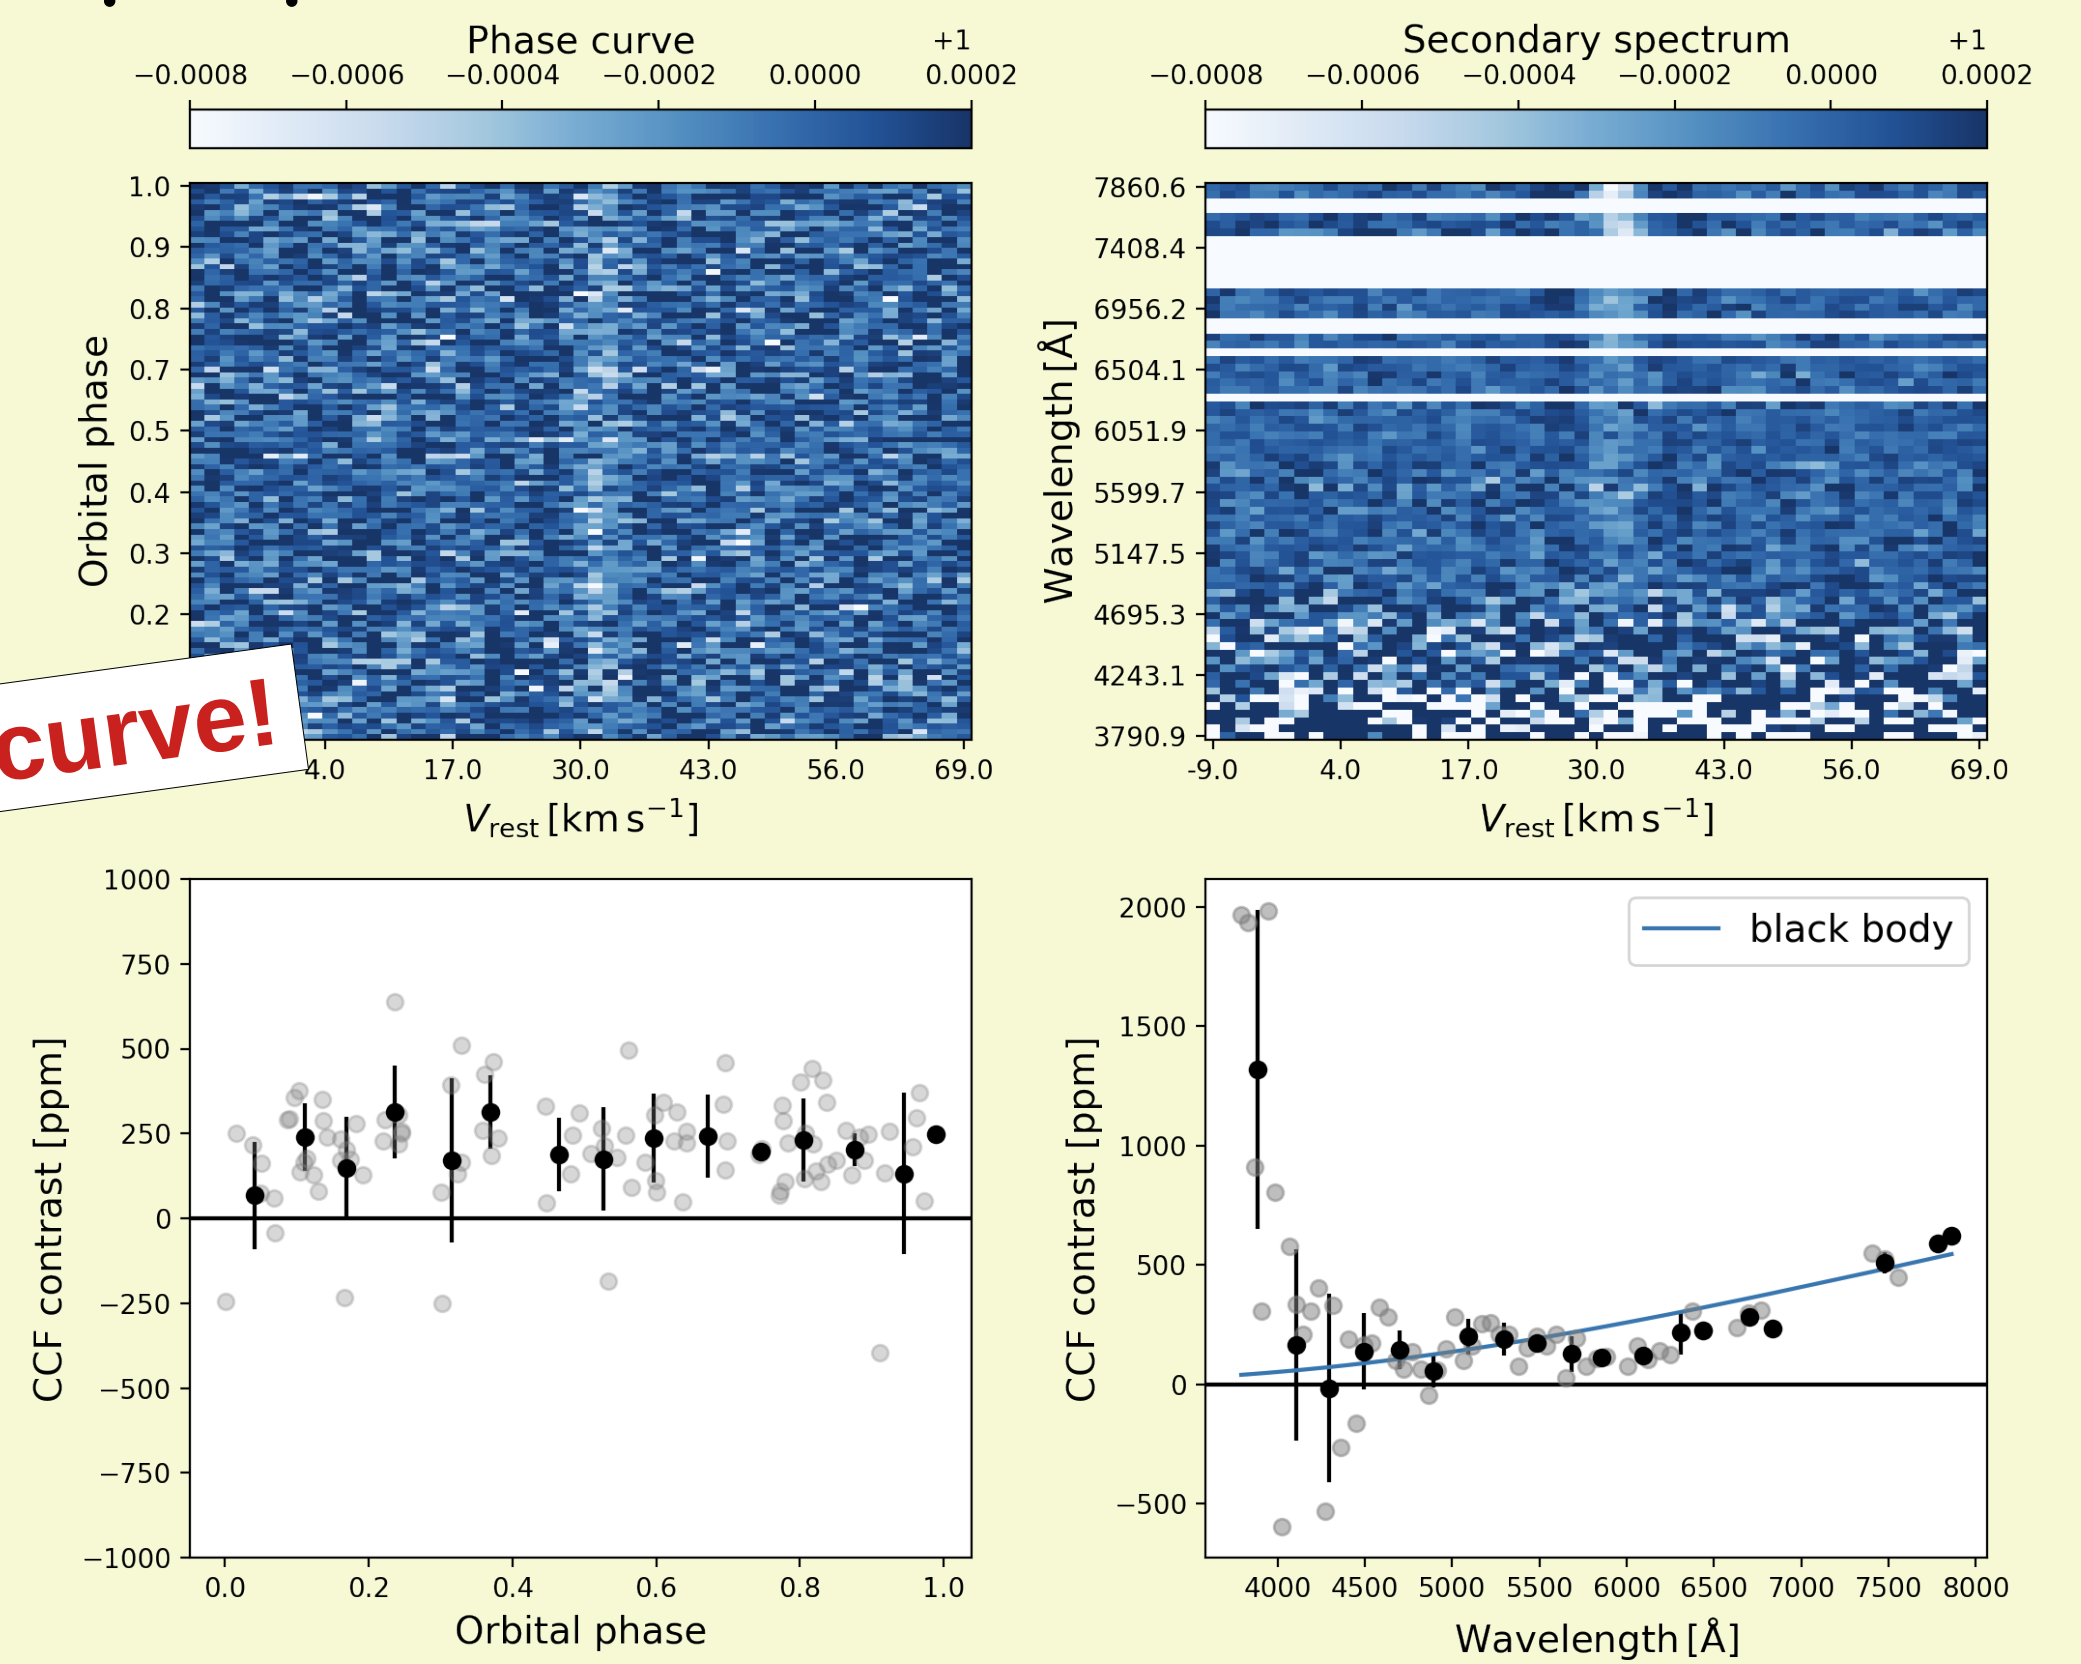 Phase curve
+1
−0.0008 −0.0006 −0.0004 −0.0002 0.0000 0.0002
Secondary spectrum
+1
−0.0008 −0.0006 −0.0004 −0.0002 0.0000 0.0002
1.0
0.9
0.8
0.7
0.5
0.4
0.3
0.2
Orbital phase
curve!
4.0 17.0 30.0 43.0 56.0 69.0
V_rest [km s⁻¹]
7860.6
7408.4
6956.2
6504.1
6051.9
5599.7
5147.5
4695.3
4243.1
3790.9
Wavelength [Å]
-9.0 4.0 17.0 30.0 43.0 56.0 69.0
V_rest [km s⁻¹]
1000
750
500
250
0
−250
−500
−750
−1000
CCF contrast [ppm]
0.0 0.2 0.4 0.6 0.8 1.0
Orbital phase
black body
2000
1500
1000
500
0
−500
CCF contrast [ppm]
4000 4500 5000 5500 6000 6500 7000 7500 8000
Wavelength [Å]